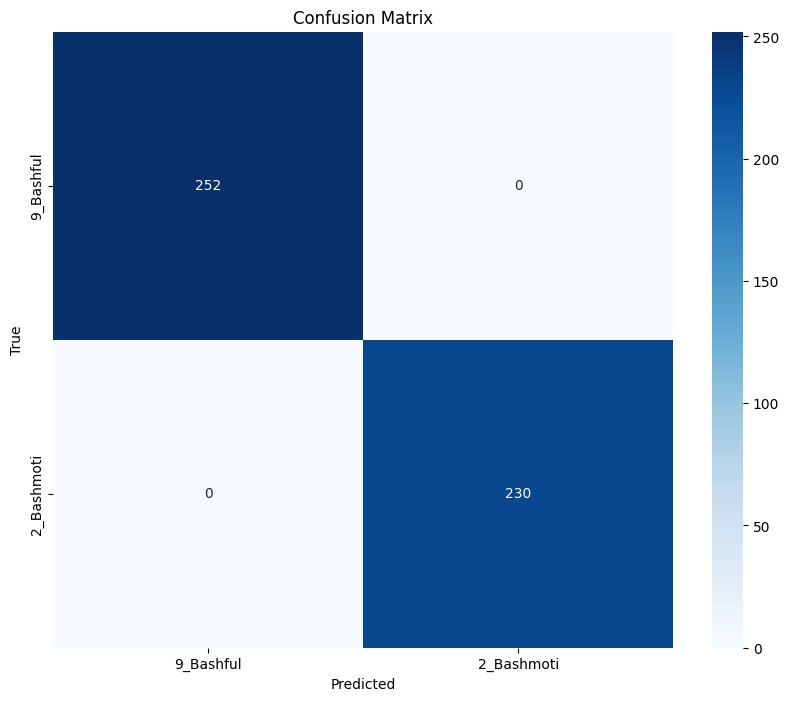 Confusion Matrix
9_Bashful
2_Bashmoti
True
252
0
0
230
9_Bashful
2_Bashmoti
Predicted
250
200
150
100
50
0